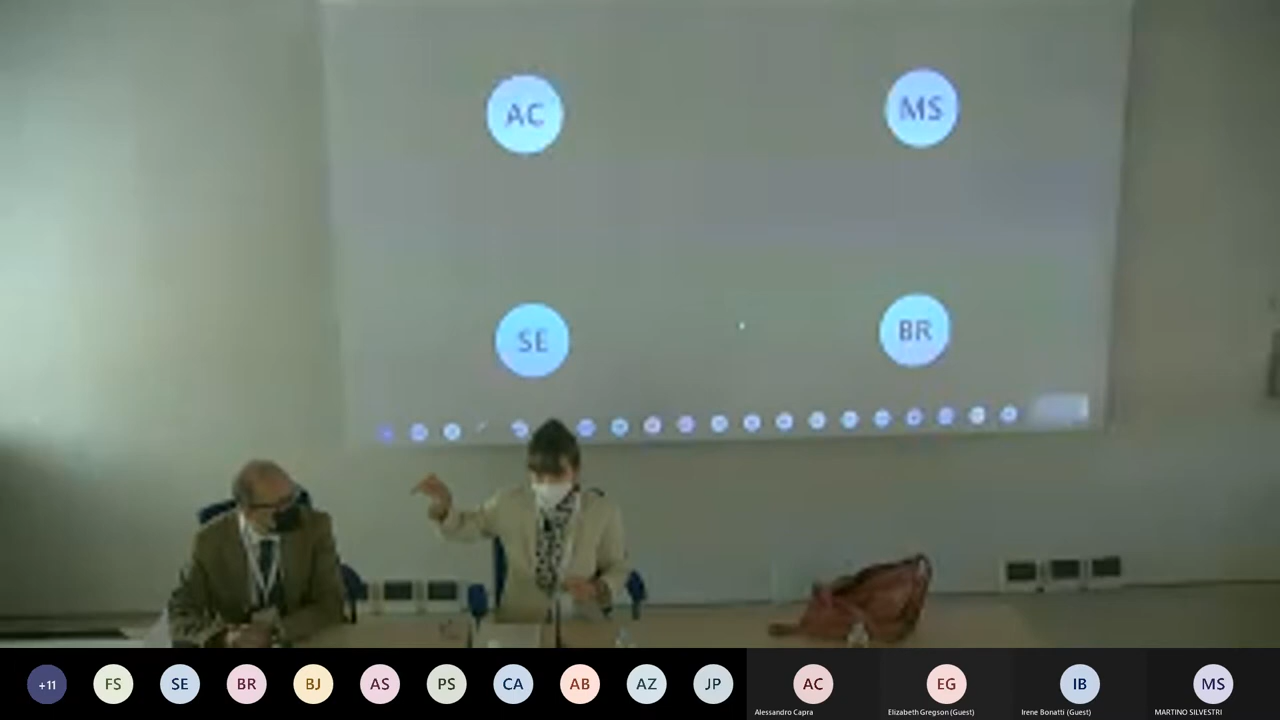 AC
MS
SE
BR
+11
FS
SE
BR
BJ
AS
PS
CA
AB
AZ
JP
AC
EG
IB
MS
Alessandro Capra
Elizabeth Gregson (Guest)
Irene Bonatti (Guest)
MARTINO SILVESTRI